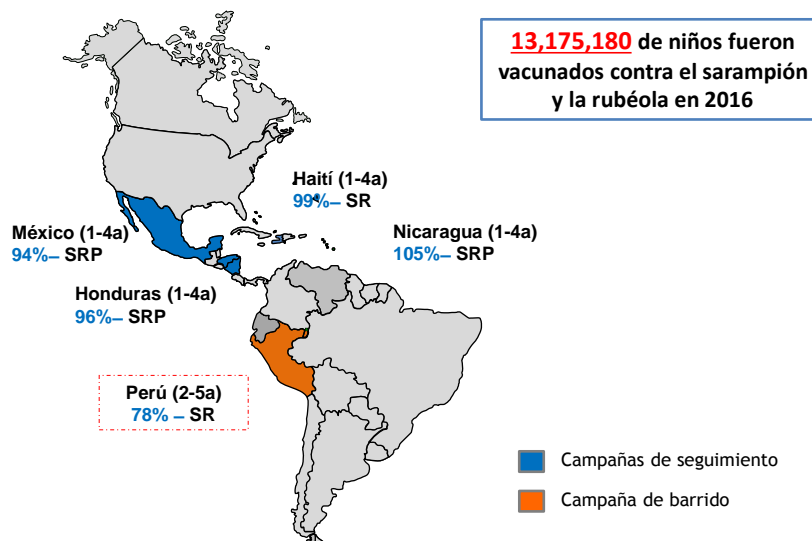 13,175,180 de niños fueron
vacunados contra el sarampión
y la rubéola en 2016
Haití (1-4a)
99%– SR
México (1-4a)
94%– SRP
Nicaragua (1-4a)
105%– SRP
Honduras (1-4a)
96%– SRP
Perú (2-5a)
78% – SR
Campañas de seguimiento
Campaña de barrido